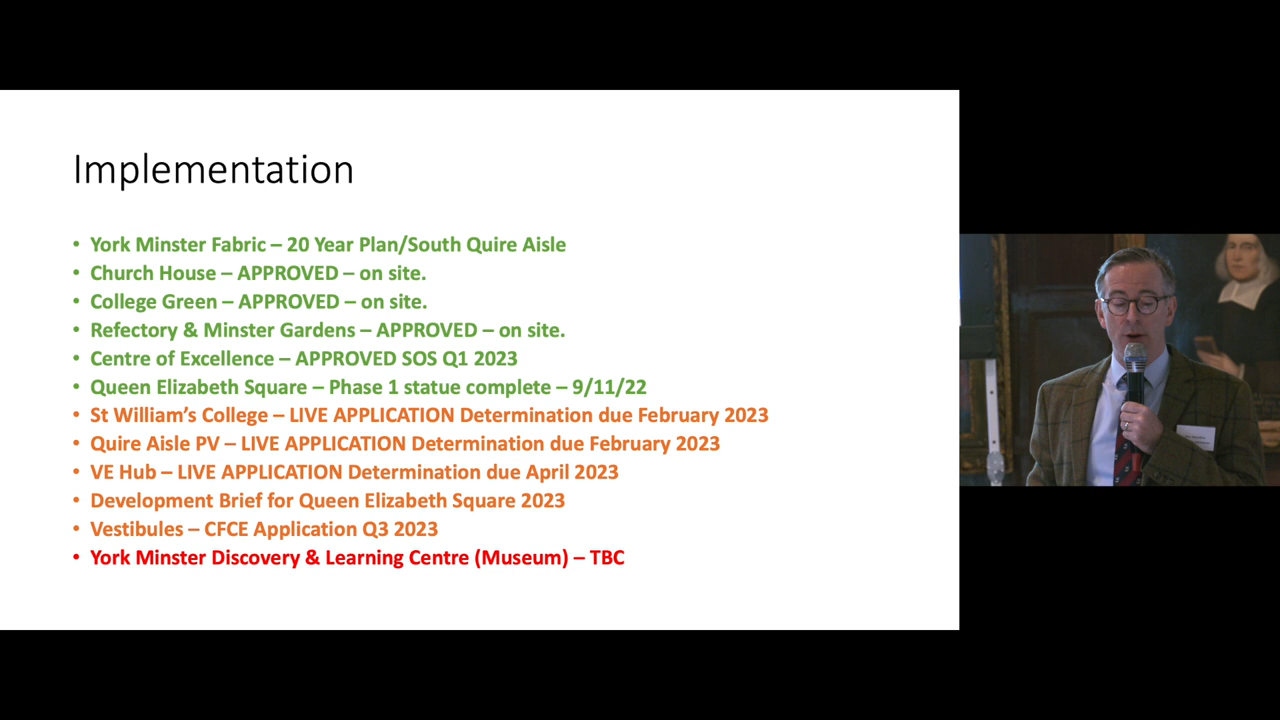 Implementation
• York Minster Fabric – 20 Year Plan/South Quire Aisle
• Church House – APPROVED – on site.
• College Green – APPROVED – on site.
• Refectory & Minster Gardens – APPROVED – on site.
• Centre of Excellence – APPROVED SOS Q1 2023
• Queen Elizabeth Square – Phase 1 statue complete – 9/11/22
• St William’s College – LIVE APPLICATION Determination due February 2023
• Quire Aisle PV – LIVE APPLICATION Determination due February 2023
• VE Hub – LIVE APPLICATION Determination due April 2023
• Development Brief for Queen Elizabeth Square 2023
• Vestibules – CFCE Application Q3 2023
• York Minster Discovery & Learning Centre (Museum) – TBC